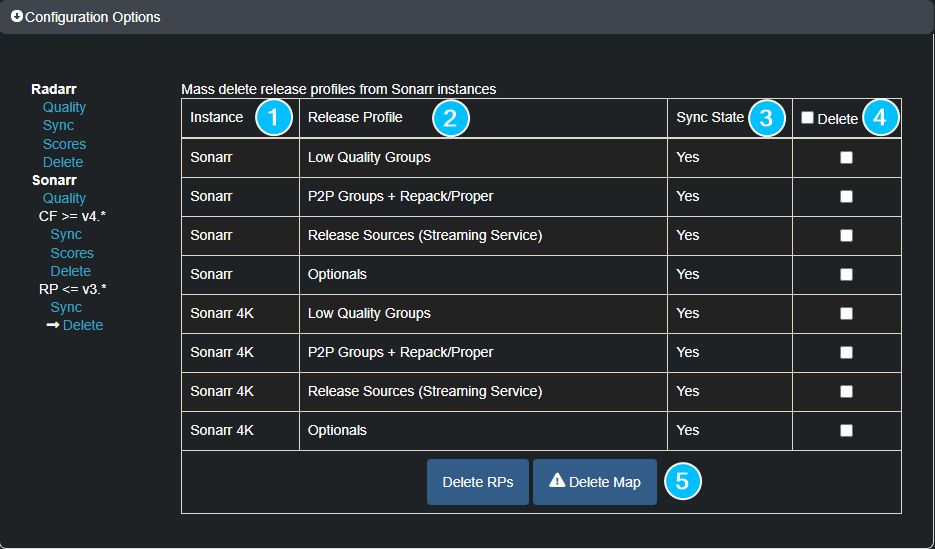 Configuration Options
Radarr
Quality
Sync
Scores
Delete
Sonarr
Quality
CF >= v4.*
Sync
Scores
Delete
RP <= v3.*
Sync
Delete
Mass delete release profiles from Sonarr instances
Instance 1 Release Profile 2 Sync State 3 Delete 4
Sonarr Low Quality Groups Yes
Sonarr P2P Groups + Repack/Proper Yes
Sonarr Release Sources (Streaming Service) Yes
Sonarr Optionals Yes
Sonarr 4K Low Quality Groups Yes
Sonarr 4K P2P Groups + Repack/Proper Yes
Sonarr 4K Release Sources (Streaming Service) Yes
Sonarr 4K Optionals Yes
Delete RPs Delete Map 5